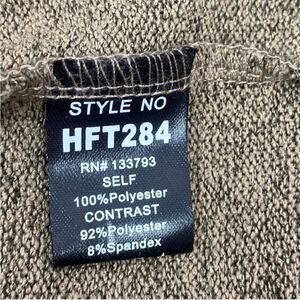 STYLE NO
HFT284
RN# 133793
SELF
100%Polyester
CONTRAST
92%Polyester
8%Spandex